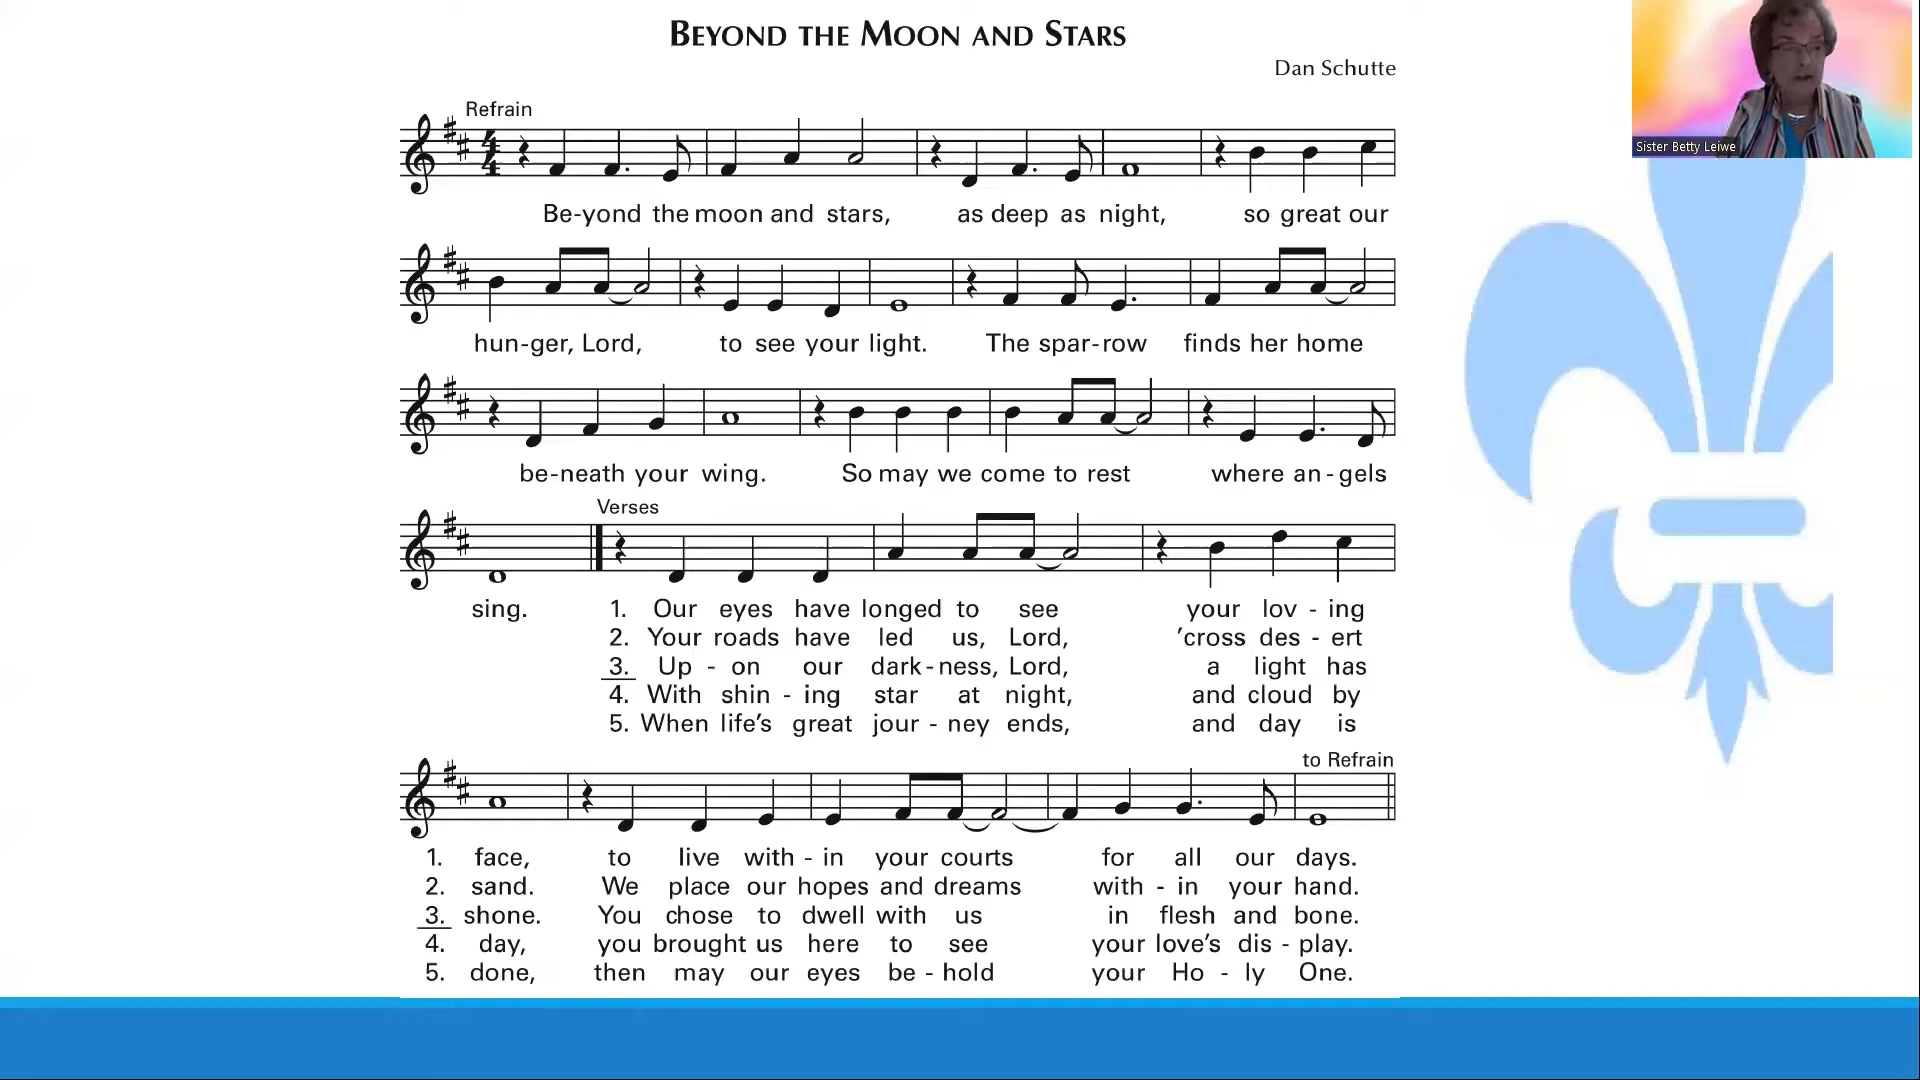 BEYOND THE MOON AND STARS
Dan Schutte
Sister Betty Leiwe
Refrain
4
4
Be-yond the moon and stars, as deep as night, so great our
hun-ger, Lord, to see your light. The spar-row finds her home
be-neath your wing. So may we come to rest where an-gels
Verses
sing. 1. Our eyes have longed to see your lov - ing
2. Your roads have led us, Lord, ’cross des - ert
3. Up - on our dark-ness, Lord, a light has
4. With shin - ing star at night, and cloud by
5. When life’s great jour - ney ends, and day is
to Refrain
1. face, to live with - in your courts for all our days.
2. sand. We place our hopes and dreams with - in your hand.
3. shone. You chose to dwell with us in flesh and bone.
4. day, you brought us here to see your love’s dis - play.
5. done, then may our eyes be - hold your Ho - ly One.